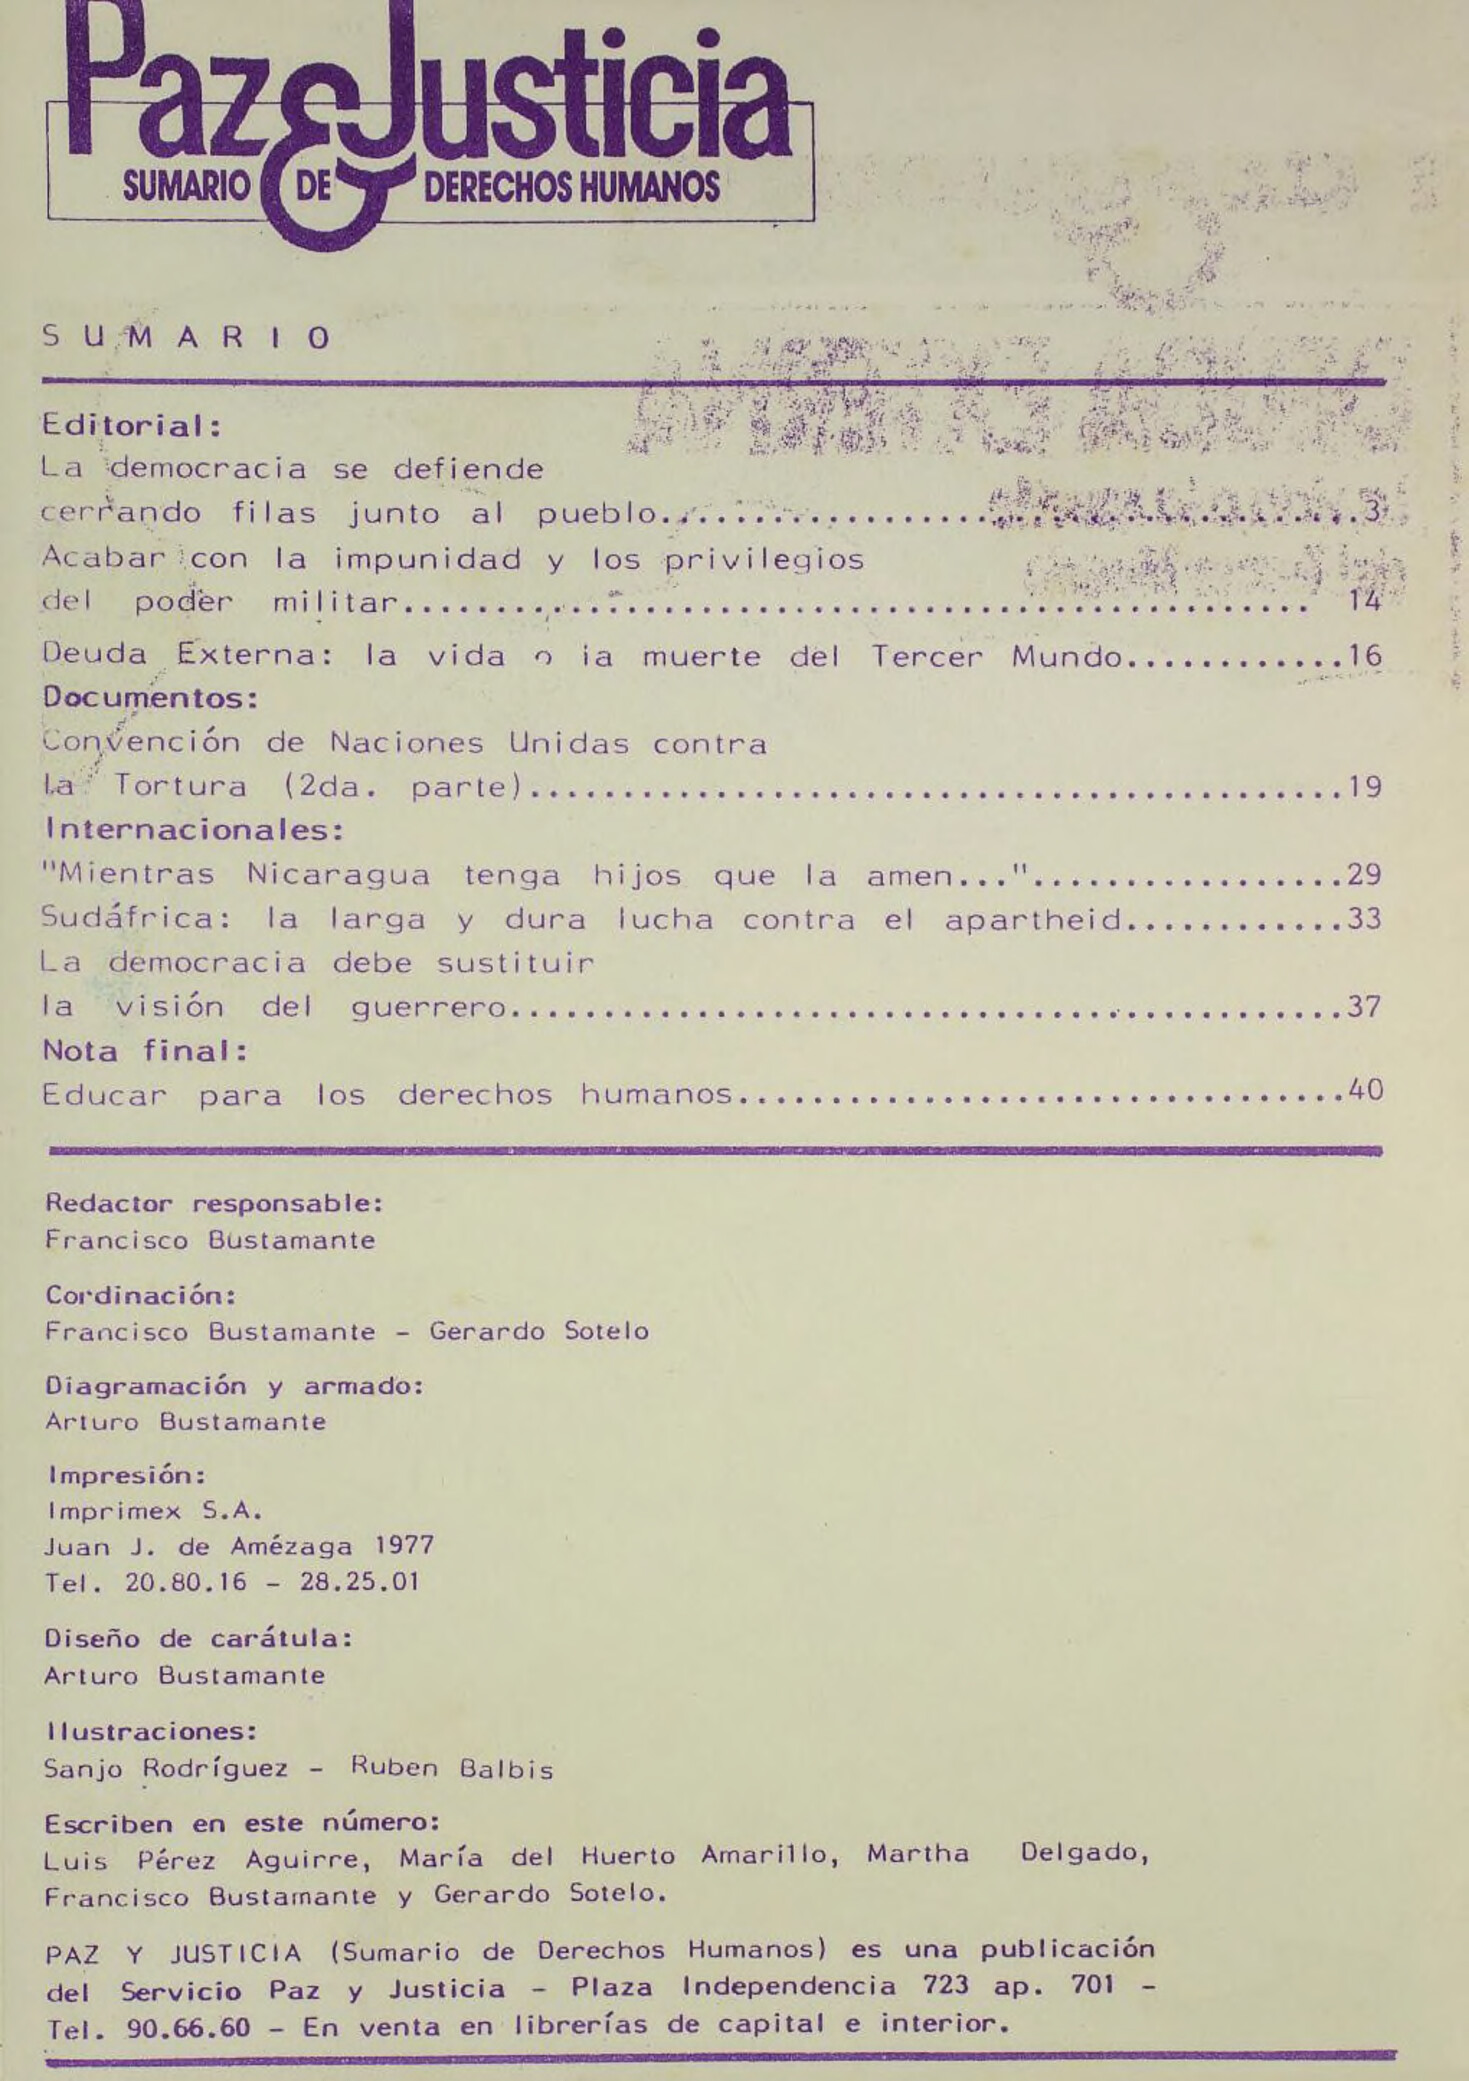 Paz & Justicia
SUMARIO DE DERECHOS HUMANOS
SUMARIO
Editorial:
La democracia se defiende
cerrando filas junto al pueblo.....................................3
Acabar con la impunidad y los privilegios
del poder militar................................................. 14
Deuda Externa: la vida o la muerte del Tercer Mundo............16
Documentos:
Convención de Naciones Unidas contra
la Tortura (2da. parte)............................................19
Internacionales:
"Mientras Nicaragua tenga hijos que la amen...".................29
Sudáfrica: la larga y dura lucha contra el apartheid............33
La democracia debe sustituir
la visión del guerrero.............................................37
Nota final:
Educar para los derechos humanos.................................40
Redactor responsable:
Francisco Bustamante
Cordinación:
Francisco Bustamante - Gerardo Sotelo
Diagramación y armado:
Arturo Bustamante
Impresión:
Imprimex S.A.
Juan J. de Amézaga 1977
Tel. 20.80.16 - 28.25.01
Diseño de carátula:
Arturo Bustamante
Ilustraciones:
Sanjo Rodríguez - Ruben Balbis
Escriben en este número:
Luis Pérez Aguirre, María del Huerto Amarillo, Martha Delgado,
Francisco Bustamante y Gerardo Sotelo.
PAZ Y JUSTICIA (Sumario de Derechos Humanos) es una publicación
del Servicio Paz y Justicia - Plaza Independencia 723 ap. 701 -
Tel. 90.66.60 - En venta en librerías de capital e interior.